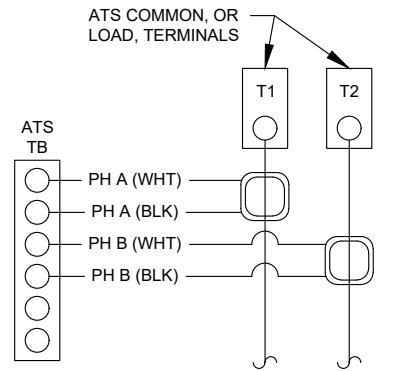 ATS COMMON, OR
LOAD, TERMINALS
T1
T2
ATS
TB
PH A (WHT)
PH A (BLK)
PH B (WHT)
PH B (BLK)